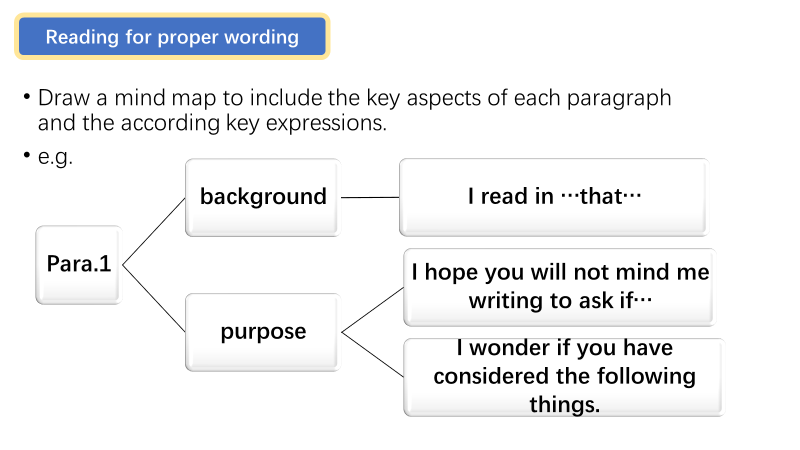 Reading for proper wording
• Draw a mind map to include the key aspects of each paragraph
and the according key expressions.
• e.g.
background
I read in ···that···
Para.1
I hope you will not mind me
writing to ask if···
purpose
I wonder if you have
considered the following
things.